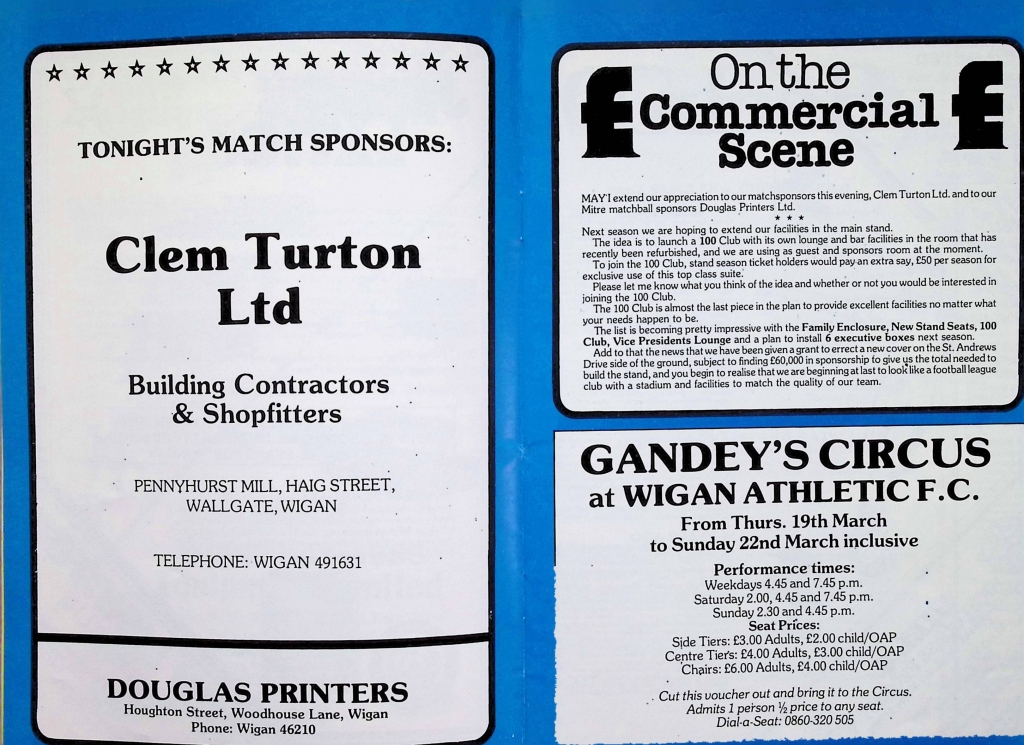 TONIGHT'S MATCH SPONSORS:
Clem Turton
Ltd
Building Contractors
& Shopfitters
PENNYHURST MILL, HAIG STREET,
WALLGATE, WIGAN
TELEPHONE: WIGAN 491631
DOUGLAS PRINTERS
Houghton Street, Woodhouse Lane, Wigan
Phone: Wigan 46210
£ On the £
Commercial
Scene
MAY I extend our appreciation to our matchsponsors this evening, Clem Turton Ltd. and to our
Mitre matchball sponsors Douglas Printers Ltd.
★ ★ ★
Next season we are hoping to extend our facilities in the main stand.
The idea is to launch a 100 Club with its own lounge and bar facilities in the room that has
recently been refurbished, and we are using as guest and sponsors room at the moment.
To join the 100 Club, stand season ticket holders would pay an extra say, £50 per season for
exclusive use of this top class suite.
Please let me know what you think of the idea and whether or not you would be interested in
joining the 100 Club.
The 100 Club is almost the last piece in the plan to provide excellent facilities no matter what
your needs happen to be.
The list is becoming pretty impressive with the Family Enclosure, New Stand Seats, 100
Club, Vice Presidents Lounge and a plan to install 6 executive boxes next season.
Add to that the news that we have been given a grant to errect a new cover on the St. Andrews
Drive side of the ground, subject to finding £60,000 in sponsorship to give us the total needed to
build the stand, and you begin to realise that we are beginning at last to look like a football league
club with a stadium and facilities to match the quality of our team.
GANDEY'S CIRCUS
at WIGAN ATHLETIC F.C.
From Thurs. 19th March
to Sunday 22nd March inclusive
Performance times:
Weekdays 4.45 and 7.45 p.m.
Saturday 2.00, 4.45 and 7.45 p.m.
Sunday 2.30 and 4.45 p.m.
Seat Prices:
Side Tiers: £3.00 Adults, £2.00 child/OAP
Centre Tiers: £4.00 Adults, £3.00 child/OAP
Chairs: £6.00 Adults, £4.00 child/OAP
Cut this voucher out and bring it to the Circus.
Admits 1 person ½ price to any seat.
Dial-a-Seat: 0860-320 505